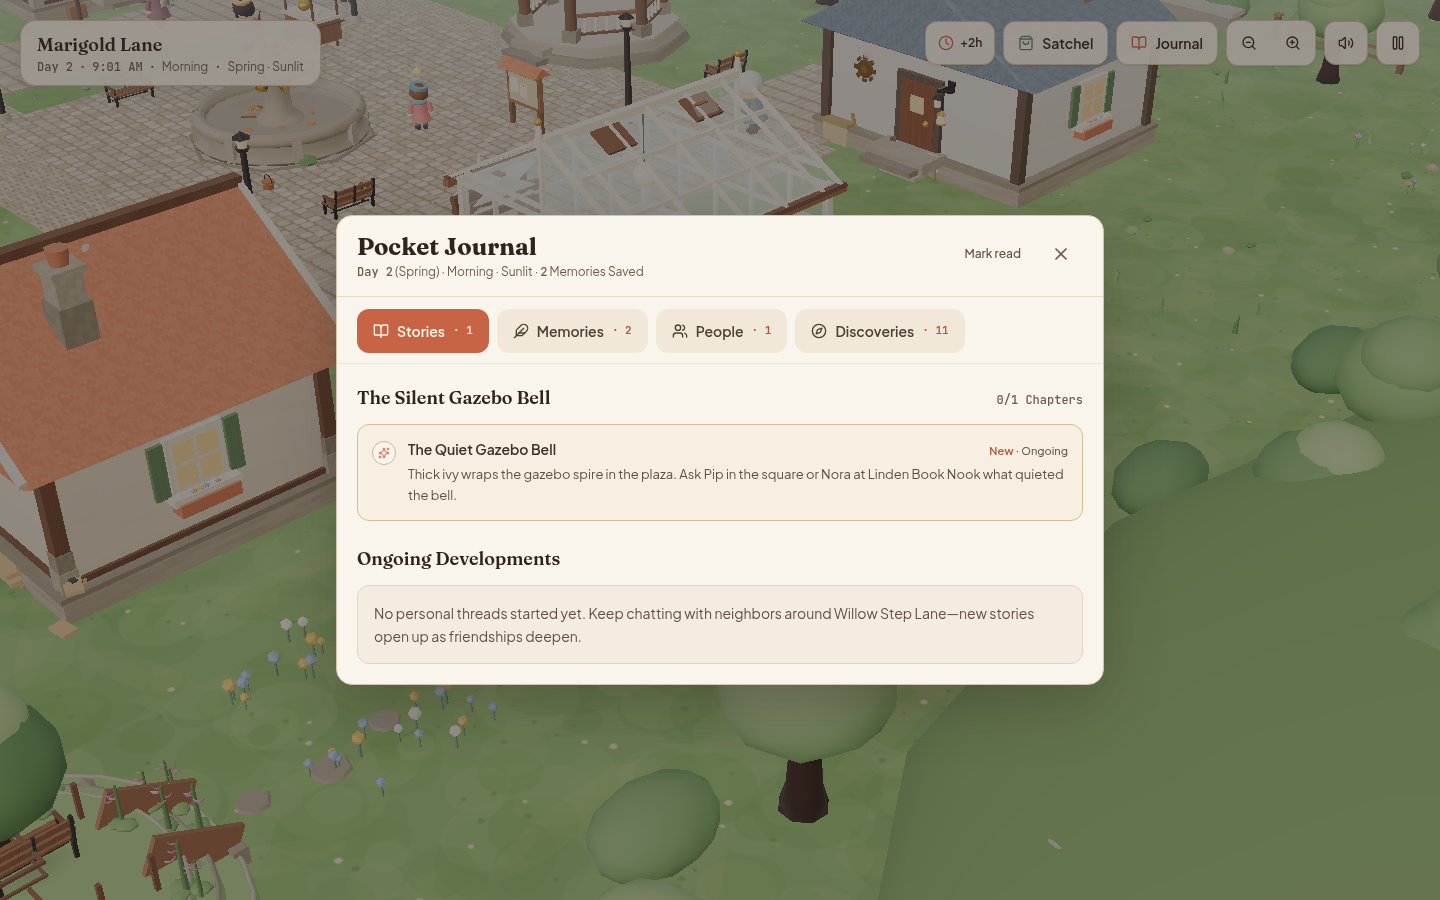 Marigold Lane
Day 2 · 9:01 AM · Morning · Spring · Sunlit
+2h
Satchel
Journal
Pocket Journal
Day 2 (Spring) · Morning · Sunlit · 2 Memories Saved
Mark read
Stories · 1
Memories · 2
People · 1
Discoveries · 11
The Silent Gazebo Bell
0/1 Chapters
The Quiet Gazebo Bell
New · Ongoing
Thick ivy wraps the gazebo spire in the plaza. Ask Pip in the square or Nora at Linden Book Nook what quieted
the bell.
Ongoing Developments
No personal threads started yet. Keep chatting with neighbors around Willow Step Lane—new stories
open up as friendships deepen.